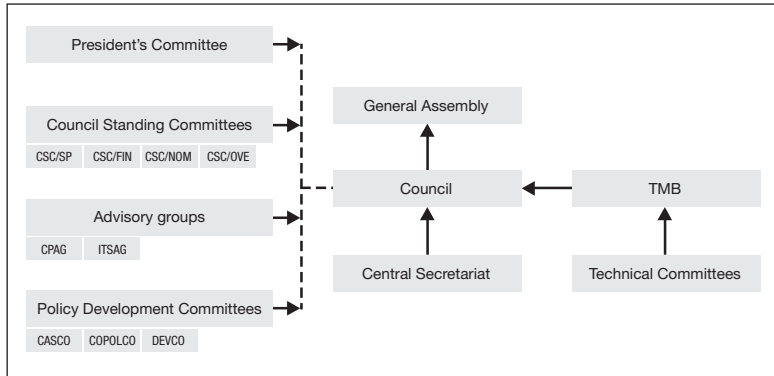 President's Committee
Council Standing Committees
CSC/SP CSC/FIN CSC/NOM CSC/OVE
Advisory groups
CPAG ITSAG
Policy Development Committees
CASCO COPOLCO DEVCO
General Assembly
Council
Central Secretariat
TMB
Technical Committees